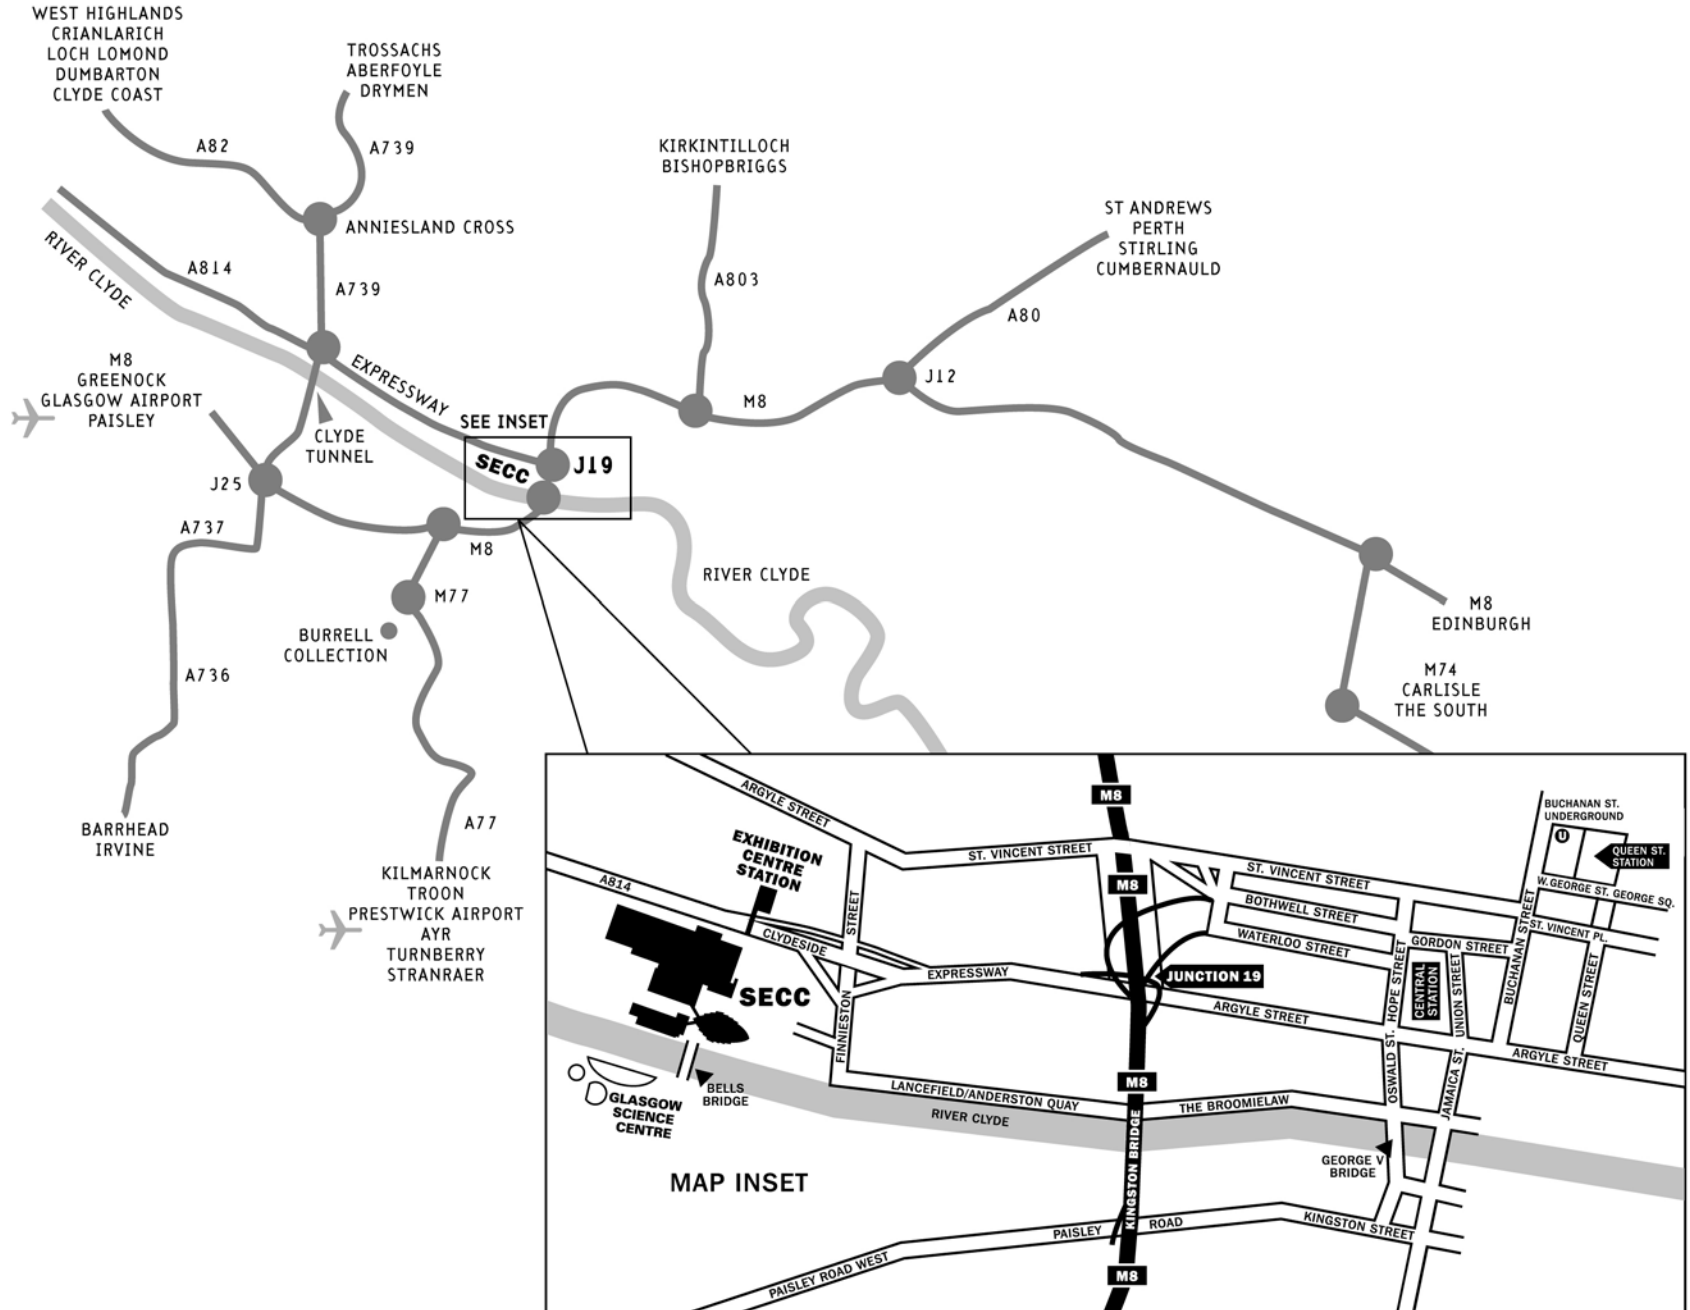 WEST HIGHLANDS
CRIANLARICH
LOCH LOMOND
DUMBARTON
CLYDE COAST
TROSSACHS
ABERFOYLE
DRYMEN
A82
A739
KIRKINTILLOCH
BISHOPBRIGGS
ST ANDREWS
PERTH
STIRLING
CUMBERNAULD
ANNIESLAND CROSS
RIVER CLYDE
A814
A739
A803
A80
M8
GREENOCK
GLASGOW AIRPORT
PAISLEY
EXPRESSWAY
J12
M8
SEE INSET
CLYDE
TUNNEL
SECC
J19
J25
A737
M8
RIVER CLYDE
M77
M8
EDINBURGH
BURRELL
COLLECTION
A736
M74
CARLISLE
THE SOUTH
A77
BARRHEAD
IRVINE
KILMARNOCK
TROON
PRESTWICK AIRPORT
AYR
TURNBERRY
STRANRAER
ARGYLE STREET
M8
BUCHANAN ST.
UNDERGROUND
U
QUEEN ST.
STATION
EXHIBITION
CENTRE
STATION
ST. VINCENT STREET
A814
M8
ST. VINCENT STREET
W. GEORGE ST. GEORGE SQ.
BOTHWELL STREET
ST. VINCENT PL.
FINNIESTON STREET
CLYDESIDE
EXPRESSWAY
WATERLOO STREET
GORDON STREET
BUCHANAN STREET
JUNCTION 19
HOPE STREET
CENTRAL
STATION
UNION STREET
QUEEN STREET
SECC
ARGYLE STREET
ARGYLE STREET
OSWALD ST.
JAMAICA ST.
BELLS
BRIDGE
GLASGOW
SCIENCE
CENTRE
LANCEFIELD/ANDERSTON QUAY
M8
THE BROOMIELAW
RIVER CLYDE
KINGSTON BRIDGE
GEORGE V
BRIDGE
MAP INSET
PAISLEY ROAD
KINGSTON STREET
PAISLEY ROAD WEST
M8